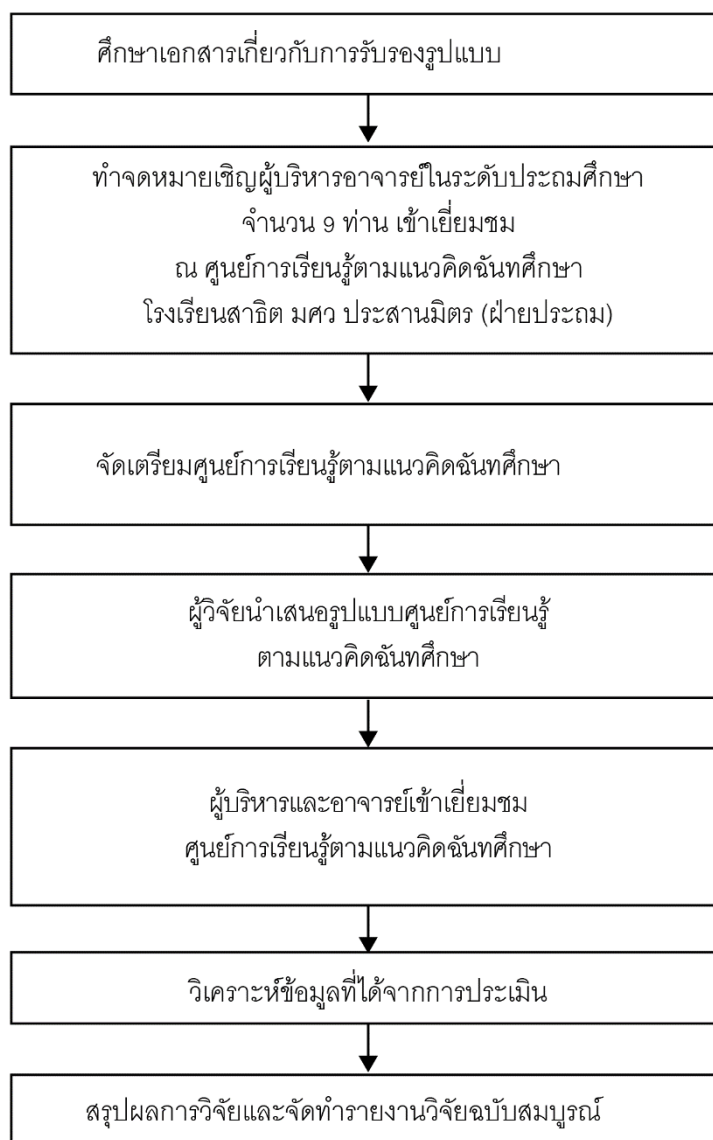 ศึกษาเอกสารเกี่ยวกับการรับรองรูปแบบ
ทำจดหมายเชิญผู้บริหารอาจารย์ในระดับประถมศึกษา
จำนวน 9 ท่าน เข้าเยี่ยมชม
ณ ศูนย์การเรียนรู้ตามแนวคิดฉันทศึกษา
โรงเรียนสาธิต มศว ประสานมิตร (ฝ่ายประถม)
จัดเตรียมศูนย์การเรียนรู้ตามแนวคิดฉันทศึกษา
ผู้วิจัยนำเสนอรูปแบบศูนย์การเรียนรู้
ตามแนวคิดฉันทศึกษา
ผู้บริหารและอาจารย์เข้าเยี่ยมชม
ศูนย์การเรียนรู้ตามแนวคิดฉันทศึกษา
วิเคราะห์ข้อมูลที่ได้จากการประเมิน
สรุปผลการวิจัยและจัดทำรายงานวิจัยฉบับสมบูรณ์